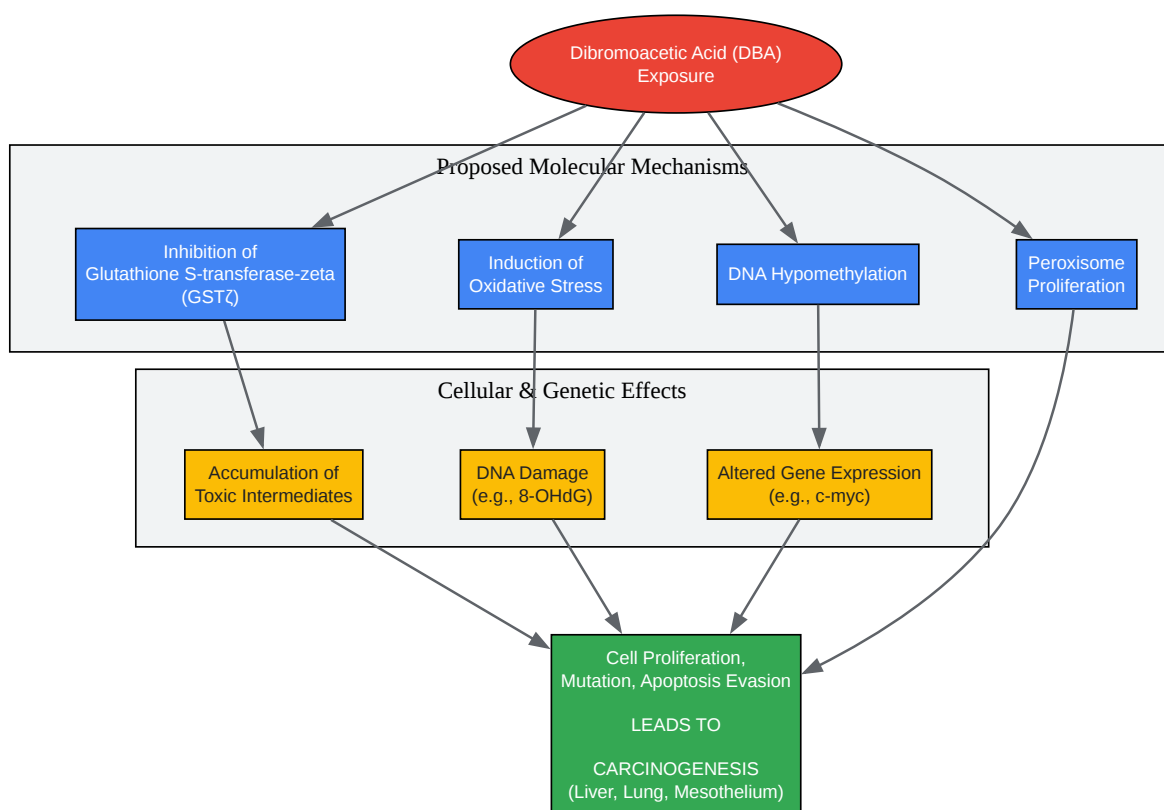 Dibromoacetic Acid (DBA)
Exposure
Proposed Molecular Mechanisms
Inhibition of
Glutathione S-transferase-zeta
(GSTζ)
Induction of
Oxidative Stress
DNA Hypomethylation
Peroxisome
Proliferation
Cellular & Genetic Effects
Accumulation of
Toxic Intermediates
DNA Damage
(e.g., 8-OHdG)
Altered Gene Expression
(e.g., c-myc)
Cell Proliferation,
Mutation, Apoptosis Evasion
LEADS TO
CARCINOGENESIS
(Liver, Lung, Mesothelium)